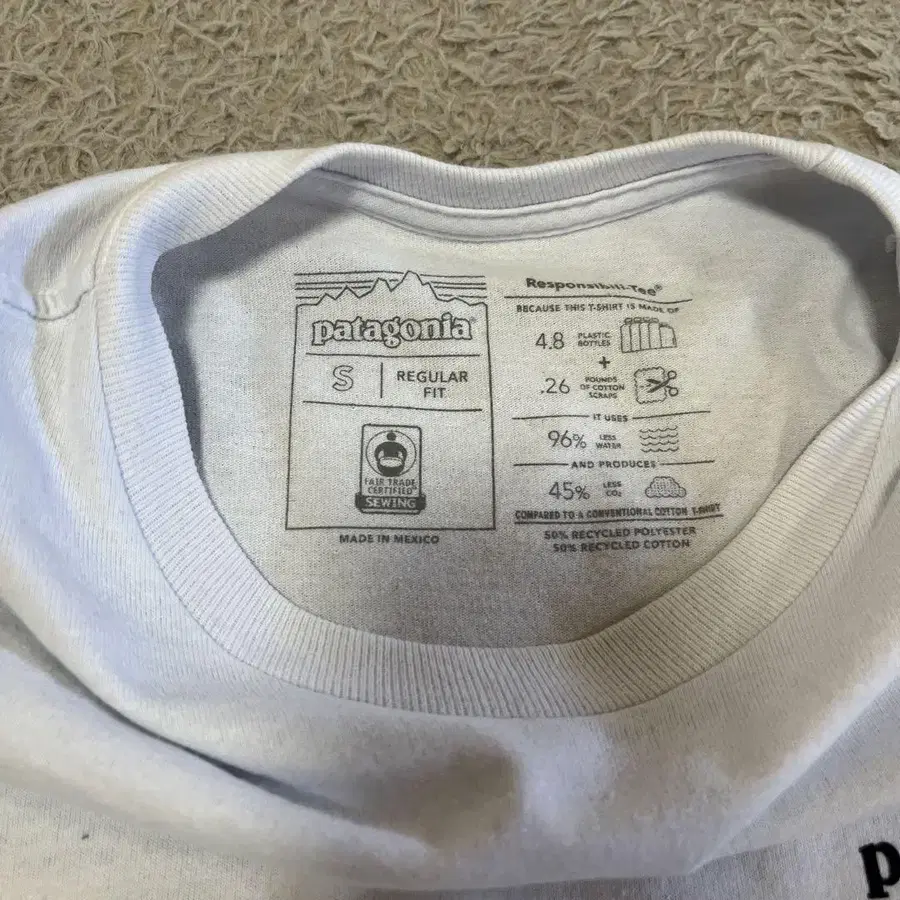 patagonia®
S
REGULAR
FIT
FAIR TRADE
CERTIFIED™
SEWING
MADE IN MEXICO
Responsibili-Tee®
BECAUSE THIS T-SHIRT IS MADE OF
4.8 PLASTIC
BOTTLES
+
.26 POUNDS
OF COTTON
SCRAPS
IT USES
96% LESS
WATER
AND PRODUCES
45% LESS
CO₂
COMPARED TO A CONVENTIONAL COTTON T-SHIRT
50% RECYCLED POLYESTER
50% RECYCLED COTTON
p